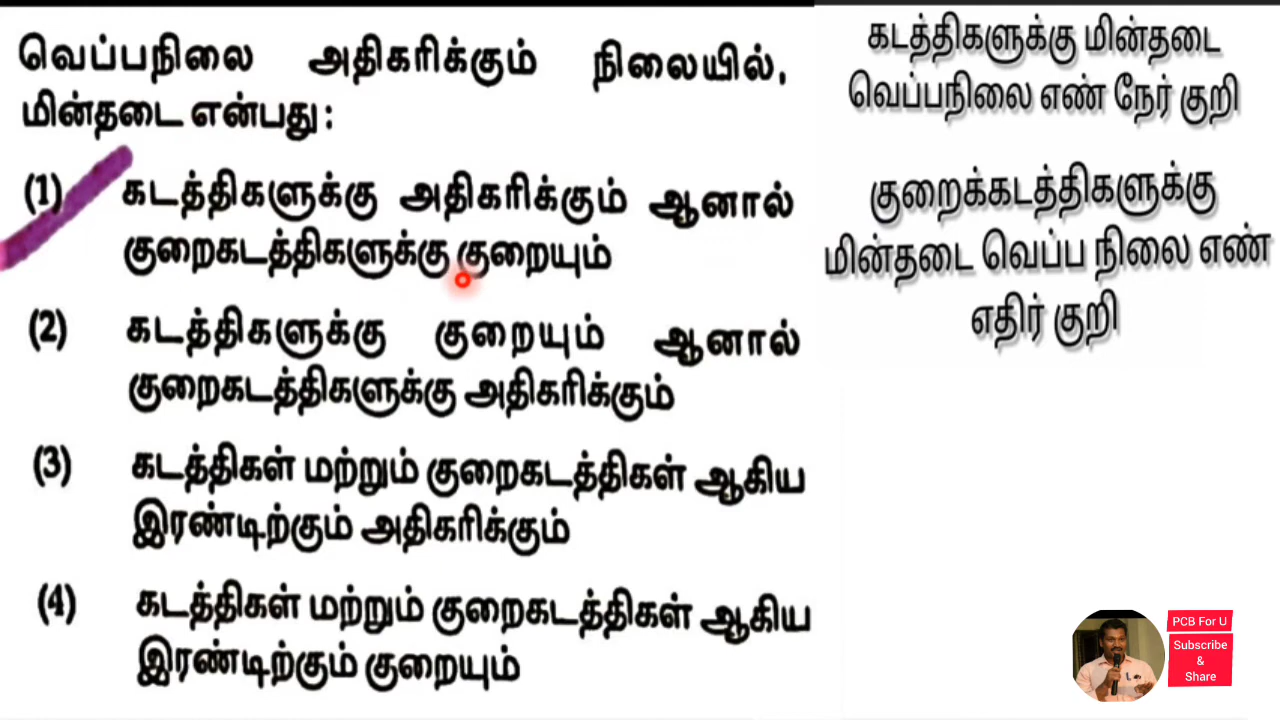 வெப்பநிலை அதிகரிக்கும் நிலையில்,
மின்தடை என்பது :
(1) கடத்திகளுக்கு அதிகரிக்கும் ஆனால்
குறைகடத்திகளுக்கு குறையும்
(2) கடத்திகளுக்கு குறையும் ஆனால்
குறைகடத்திகளுக்கு அதிகரிக்கும்
(3) கடத்திகள் மற்றும் குறைகடத்திகள் ஆகிய
இரண்டிற்கும் அதிகரிக்கும்
(4) கடத்திகள் மற்றும் குறைகடத்திகள் ஆகிய
இரண்டிற்கும் குறையும்
கடத்திகளுக்கு மின்தடை
வெப்பநிலை எண் நேர் குறி
குறைக்கடத்திகளுக்கு
மின்தடை வெப்ப நிலை எண்
எதிர் குறி
PCB For U
Subscribe
&
Share